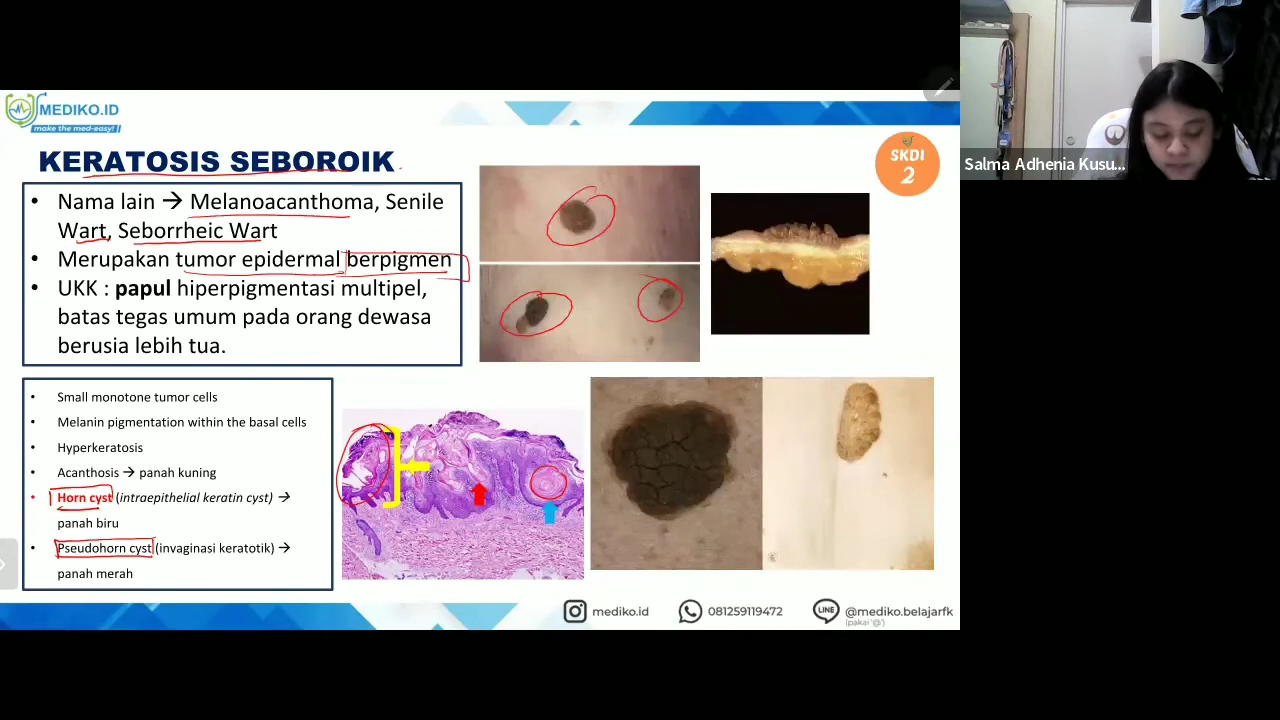 MEDIKO.ID
make the med-easy!
KERATOSIS SEBOROIK
SKDI
2
• Nama lain → Melanoacanthoma, Senile
Wart, Seborrheic Wart
• Merupakan tumor epidermal berpigmen
• UKK : papul hiperpigmentasi multipel,
batas tegas umum pada orang dewasa
berusia lebih tua.
Salma Adhenia Kusu...
• Small monotone tumor cells
• Melanin pigmentation within the basal cells
• Hyperkeratosis
• Acanthosis → panah kuning
• Horn cyst (intraepithelial keratin cyst) →
panah biru
• Pseudohorn cyst (invaginasi keratotik) →
panah merah
mediko.id
081259119472
LINE
@mediko.belajarfk
(pakai '@')